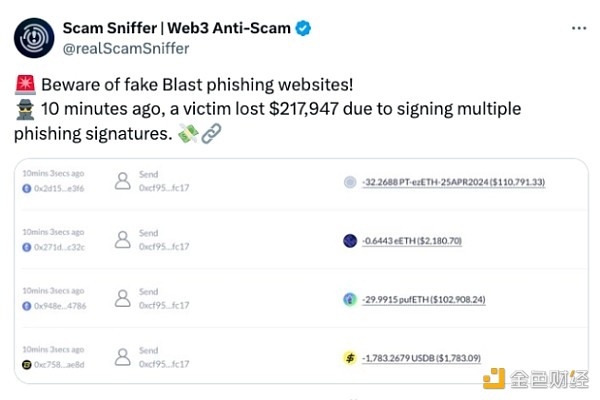 Scam Sniffer | Web3 Anti-Scam
@realScamSniffer
🚨 Beware of fake Blast phishing websites!
🕵️ 10 minutes ago, a victim lost $217,947 due to signing multiple
phishing signatures. 💸🔗
10mins 3secs ago
Send
0x2d15...e3f6
0xcf95...fc17
-32.2688 PT-ezETH-25APR2024 ($110,791.33)
10mins 3secs ago
Send
0x271d...c32c
0xcf95...fc17
-0.6443 eETH ($2,180.70)
10mins 3secs ago
Send
0x948e...4786
0xcf95...fc17
-29.9915 pufETH ($102,908.24)
10mins 3secs ago
Send
0xc758...ae8d
0xcf95...fc17
-1,783.2679 USDB ($1,783.09)
金色财经